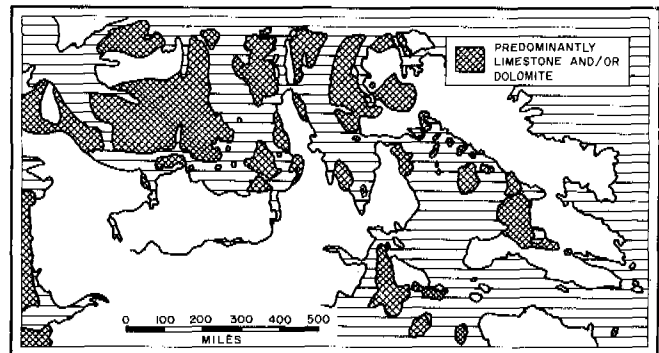 PREDOMINANTLY
LIMESTONE AND/OR
DOLOMITE
0 100 200 300 400 500
MILES